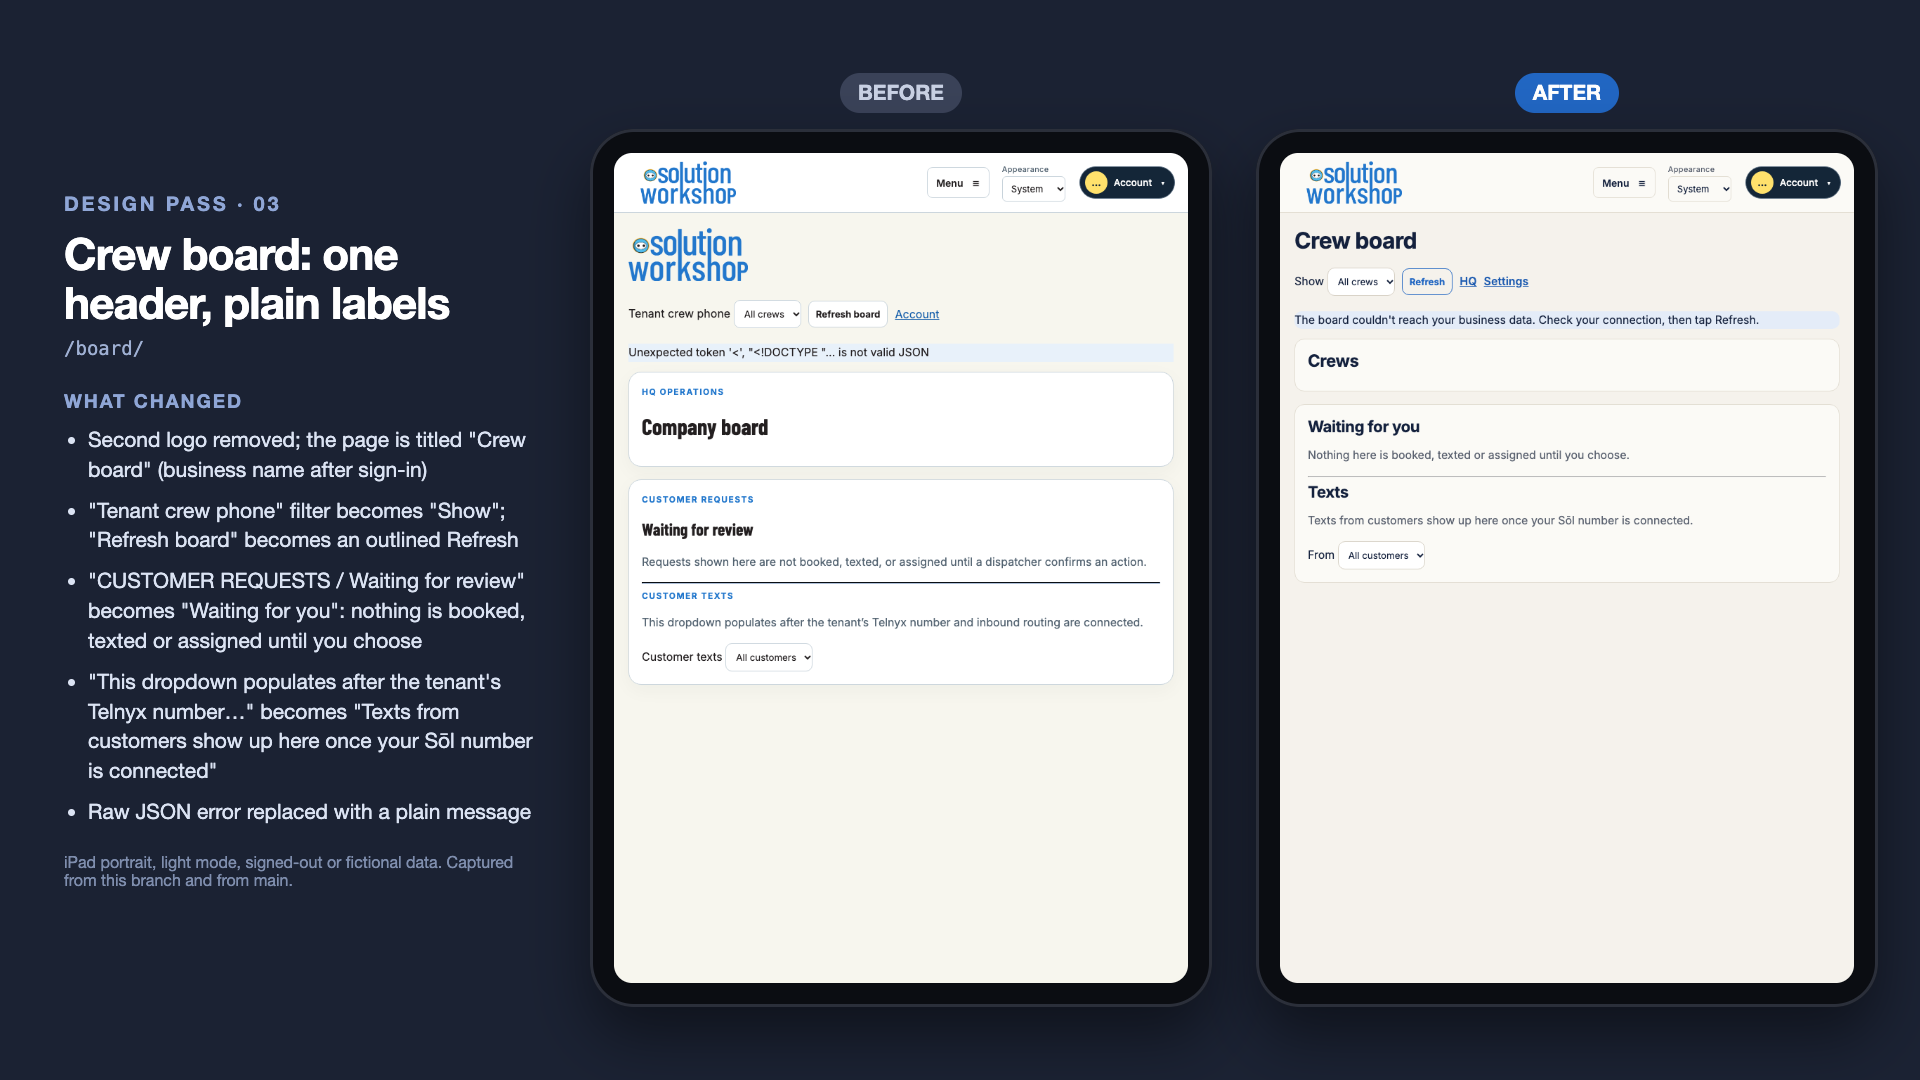 DESIGN PASS · 03
Crew board: one
header, plain labels
/board/
WHAT CHANGED
• Second logo removed; the page is titled "Crew
board" (business name after sign-in)
• "Tenant crew phone" filter becomes "Show";
"Refresh board" becomes an outlined Refresh
• "CUSTOMER REQUESTS / Waiting for review"
becomes "Waiting for you": nothing is booked,
texted or assigned until you choose
• "This dropdown populates after the tenant's
Telnyx number…" becomes "Texts from
customers show up here once your Sōl number
is connected"
• Raw JSON error replaced with a plain message
iPad portrait, light mode, signed-out or fictional data. Captured
from this branch and from main.
BEFORE
solution
workshop
Menu ≡
Appearance
System
... Account
solution
workshop
Tenant crew phone All crews Refresh board Account
Unexpected token '<', "<!DOCTYPE "... is not valid JSON
HQ OPERATIONS
Company board
CUSTOMER REQUESTS
Waiting for review
Requests shown here are not booked, texted, or assigned until a dispatcher confirms an action.
CUSTOMER TEXTS
This dropdown populates after the tenant's Telnyx number and inbound routing are connected.
Customer texts All customers
AFTER
solution
workshop
Menu ≡
Appearance
System
... Account
Crew board
Show All crews Refresh HQ Settings
The board couldn't reach your business data. Check your connection, then tap Refresh.
Crews
Waiting for you
Nothing here is booked, texted or assigned until you choose.
Texts
Texts from customers show up here once your Sōl number is connected.
From All customers